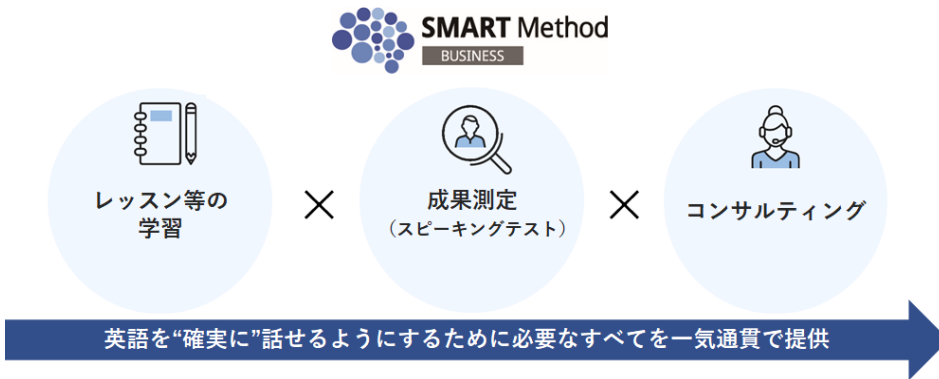 SMART Method
BUSINESS
レッスン等の
学習
×
成果測定
（スピーキングテスト）
×
コンサルティング
英語を“確実に”話せるようにするために必要なすべてを一気通貫で提供